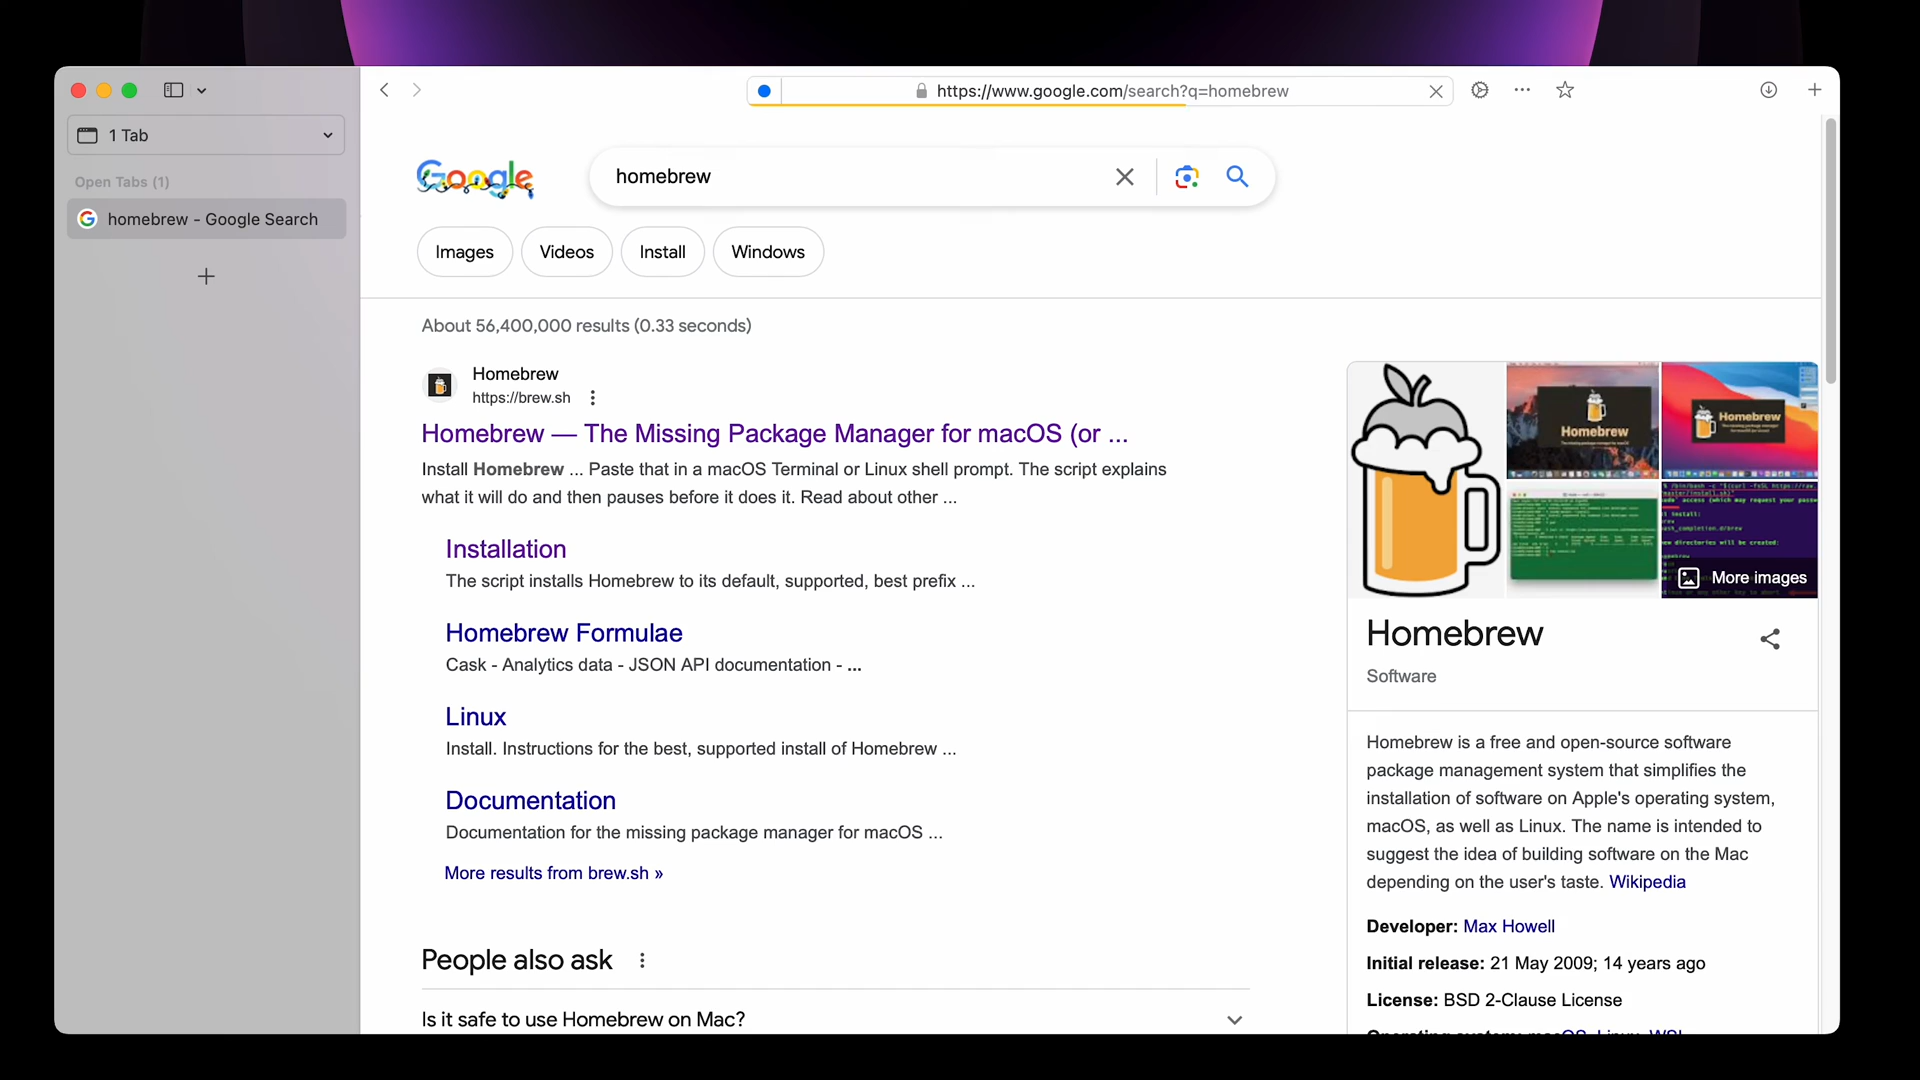 https://www.google.com/search?q=homebrew
1 Tab
Open Tabs (1)
homebrew - Google Search
Google
homebrew
Images
Videos
Install
Windows
About 56,400,000 results (0.33 seconds)
Homebrew
https://brew.sh
Homebrew — The Missing Package Manager for macOS (or ...
Install Homebrew ... Paste that in a macOS Terminal or Linux shell prompt. The script explains
what it will do and then pauses before it does it. Read about other ...
Installation
The script installs Homebrew to its default, supported, best prefix ...
Homebrew Formulae
Cask - Analytics data - JSON API documentation - ...
Linux
Install. Instructions for the best, supported install of Homebrew ...
Documentation
Documentation for the missing package manager for macOS ...
More results from brew.sh »
People also ask
Is it safe to use Homebrew on Mac?
Homebrew
Homebrew
More images
Homebrew
Software
Homebrew is a free and open-source software
package management system that simplifies the
installation of software on Apple's operating system,
macOS, as well as Linux. The name is intended to
suggest the idea of building software on the Mac
depending on the user's taste. Wikipedia
Developer: Max Howell
Initial release: 21 May 2009; 14 years ago
License: BSD 2-Clause License
Operating system: macOS, Linux, WSL